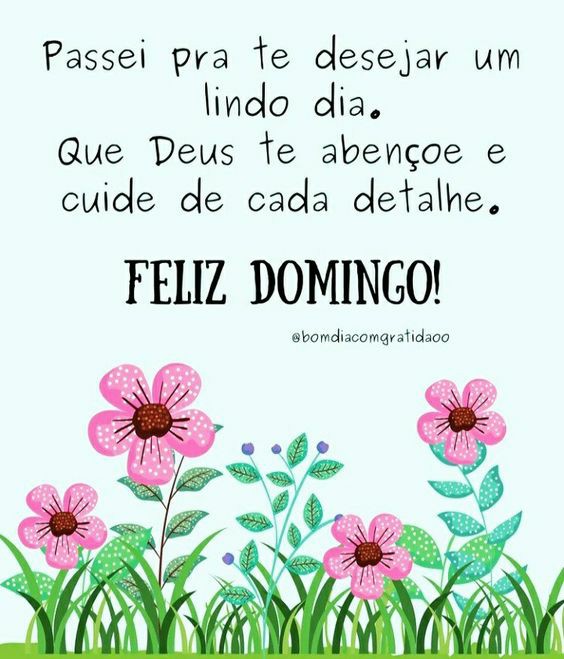 Passei pra te desejar um
lindo dia.
Que Deus te abençoe e
cuide de cada detalhe.
FELIZ DOMINGO!
@bomdiacomgratidaoo